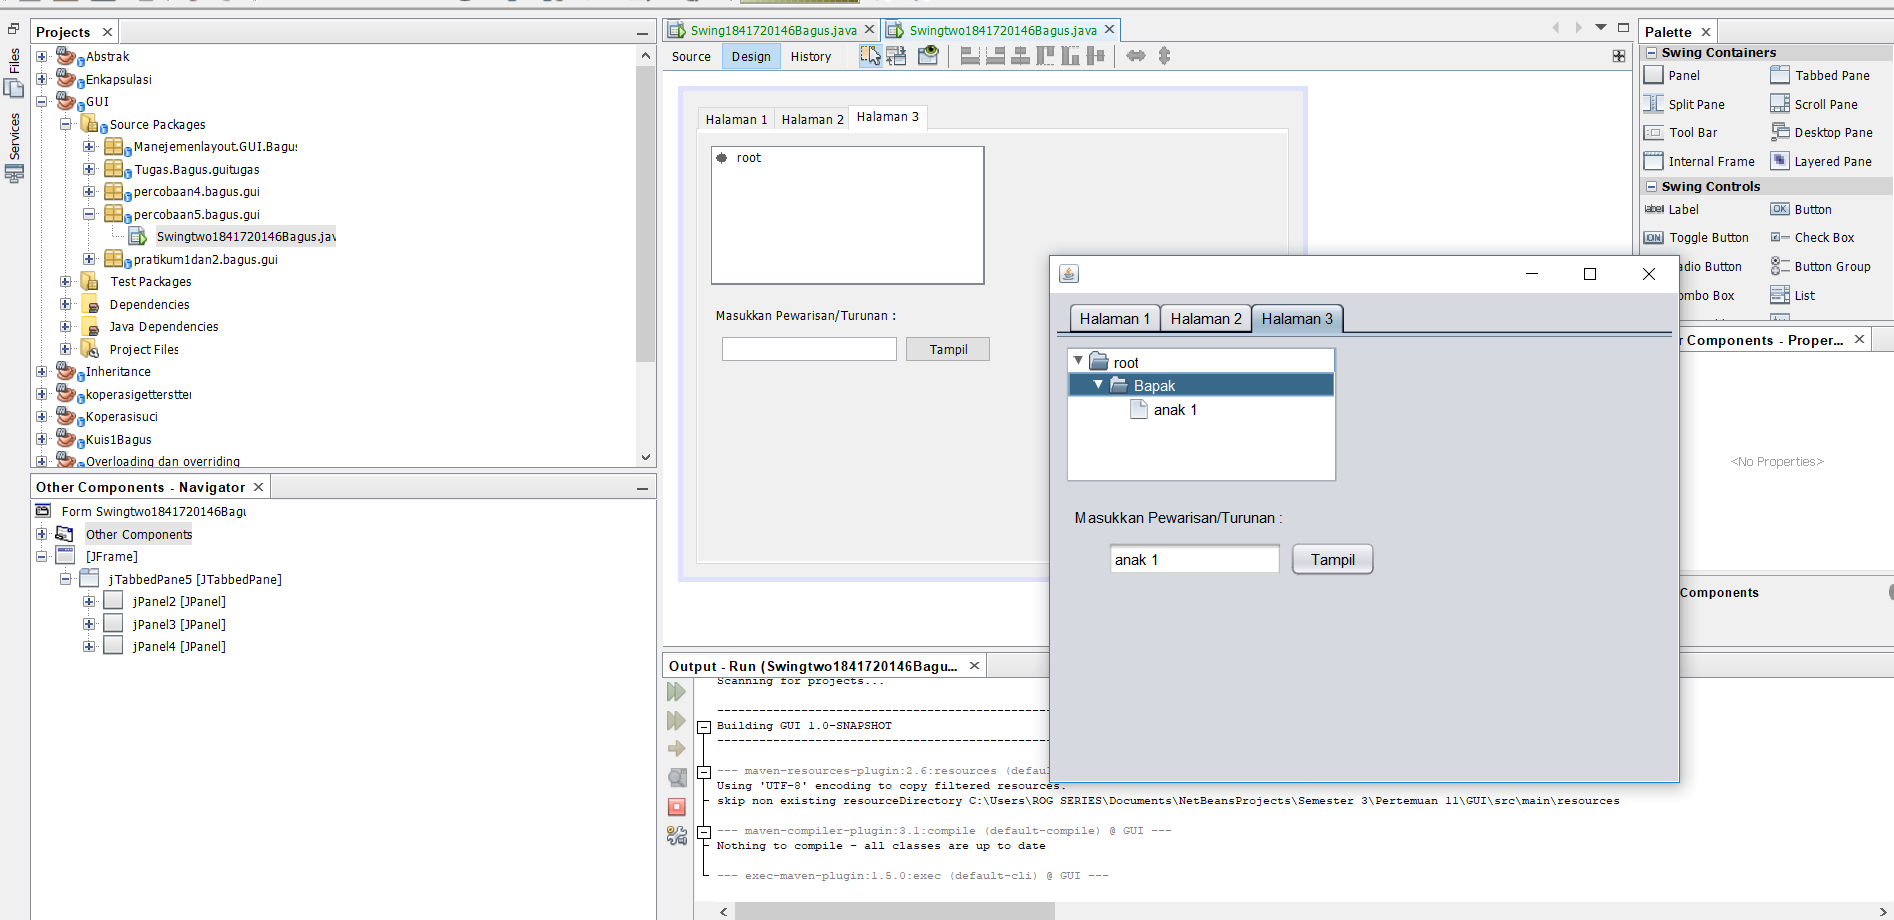 Files
Services
Projects
Abstrak
Enkapsulasi
GUI
Source Packages
Manejemenlayout.GUI.Bagus
Tugas.Bagus.guitugas
percobaan4.bagus.gui
percobaan5.bagus.gui
Swingtwo1841720146Bagus.jav
pratikum1dan2.bagus.gui
Test Packages
Dependencies
Java Dependencies
Project Files
Inheritance
koperasigetterstter
Koperasisuci
Kuis1Bagus
Overloading dan overriding
Other Components - Navigator
Form Swingtwo1841720146Bagu
Other Components
[JFrame]
jTabbedPane5 [JTabbedPane]
jPanel2 [JPanel]
jPanel3 [JPanel]
jPanel4 [JPanel]
Swing1841720146Bagus.java
Swingtwo1841720146Bagus.java
Source Design History
Halaman 1 Halaman 2 Halaman 3
root
Masukkan Pewarisan/Turunan :
Tampil
Halaman 1 Halaman 2 Halaman 3
root
Bapak
anak 1
Masukkan Pewarisan/Turunan :
anak 1 Tampil
Palette
Swing Containers
Panel Tabbed Pane
Split Pane Scroll Pane
Tool Bar Desktop Pane
Internal Frame Layered Pane
Swing Controls
label Label OK Button
ON Toggle Button Check Box
adio Button Button Group
ombo Box List
r Components - Proper...
<No Properties>
Components
Output - Run (Swingtwo1841720146Bagu...
Scanning for projects...
------------------------------------------------
Building GUI 1.0-SNAPSHOT
------------------------------------------------
--- maven-resources-plugin:2.6:resources (defau
Using 'UTF-8' encoding to copy filtered resources.
skip non existing resourceDirectory C:\Users\ROG SERIES\Documents\NetBeansProjects\Semester 3\Pertemuan 11\GUI\src\main\resources
--- maven-compiler-plugin:3.1:compile (default-compile) @ GUI ---
Nothing to compile - all classes are up to date
--- exec-maven-plugin:1.5.0:exec (default-cli) @ GUI ---